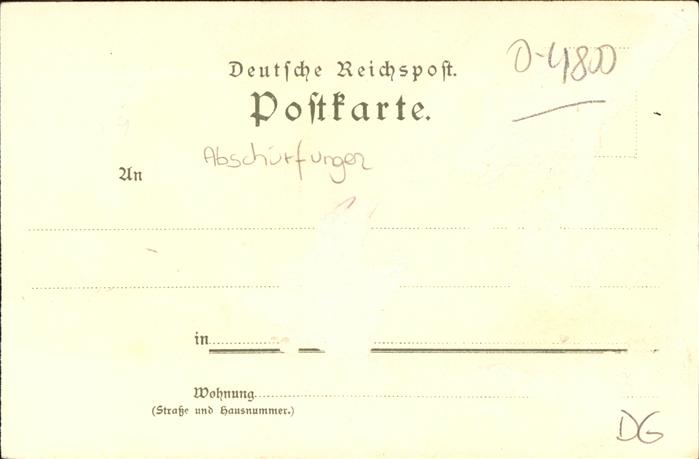 Deutsche Reichspost.
Postkarte.
D-4800
Abschürfungen
An
in
Wohnung
(Straße und Hausnummer.)
DG